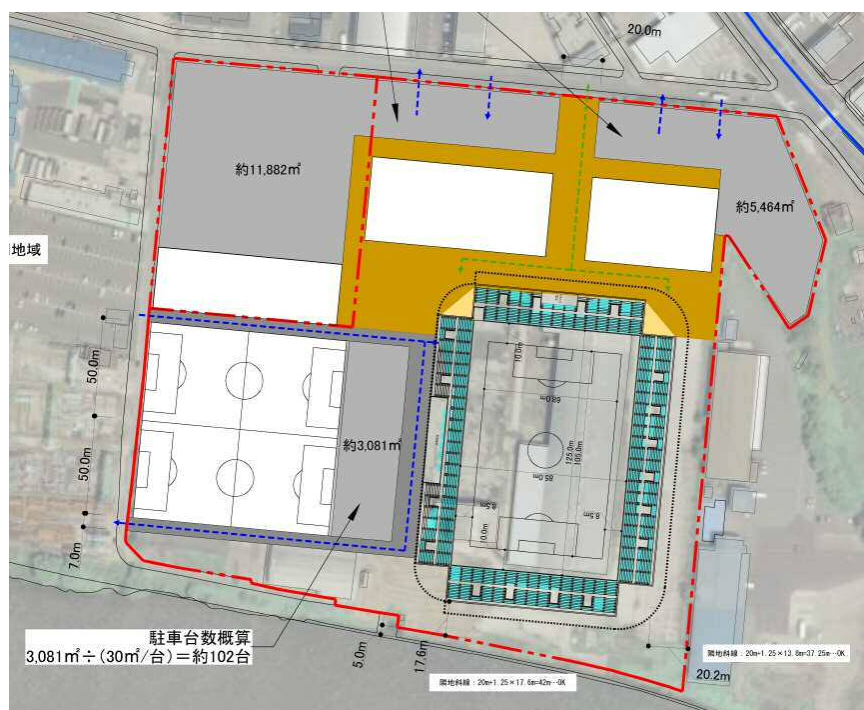 20.0m
約11,882㎡
約5,464㎡
地域
50.0m
10.0m
68.0m
約3,081㎡
125.0m
105.0m
85.0m
50.0m
8.5m
8.5m
10.0m
7.0m
駐車台数概算
3,081㎡÷(30㎡/台)=約102台
5.0m
17.6m
隣地斜線：20m+1.25×13.8m=37.25m…OK
20.2m
隣地斜線：20m+1.25×17.6m=42m…OK